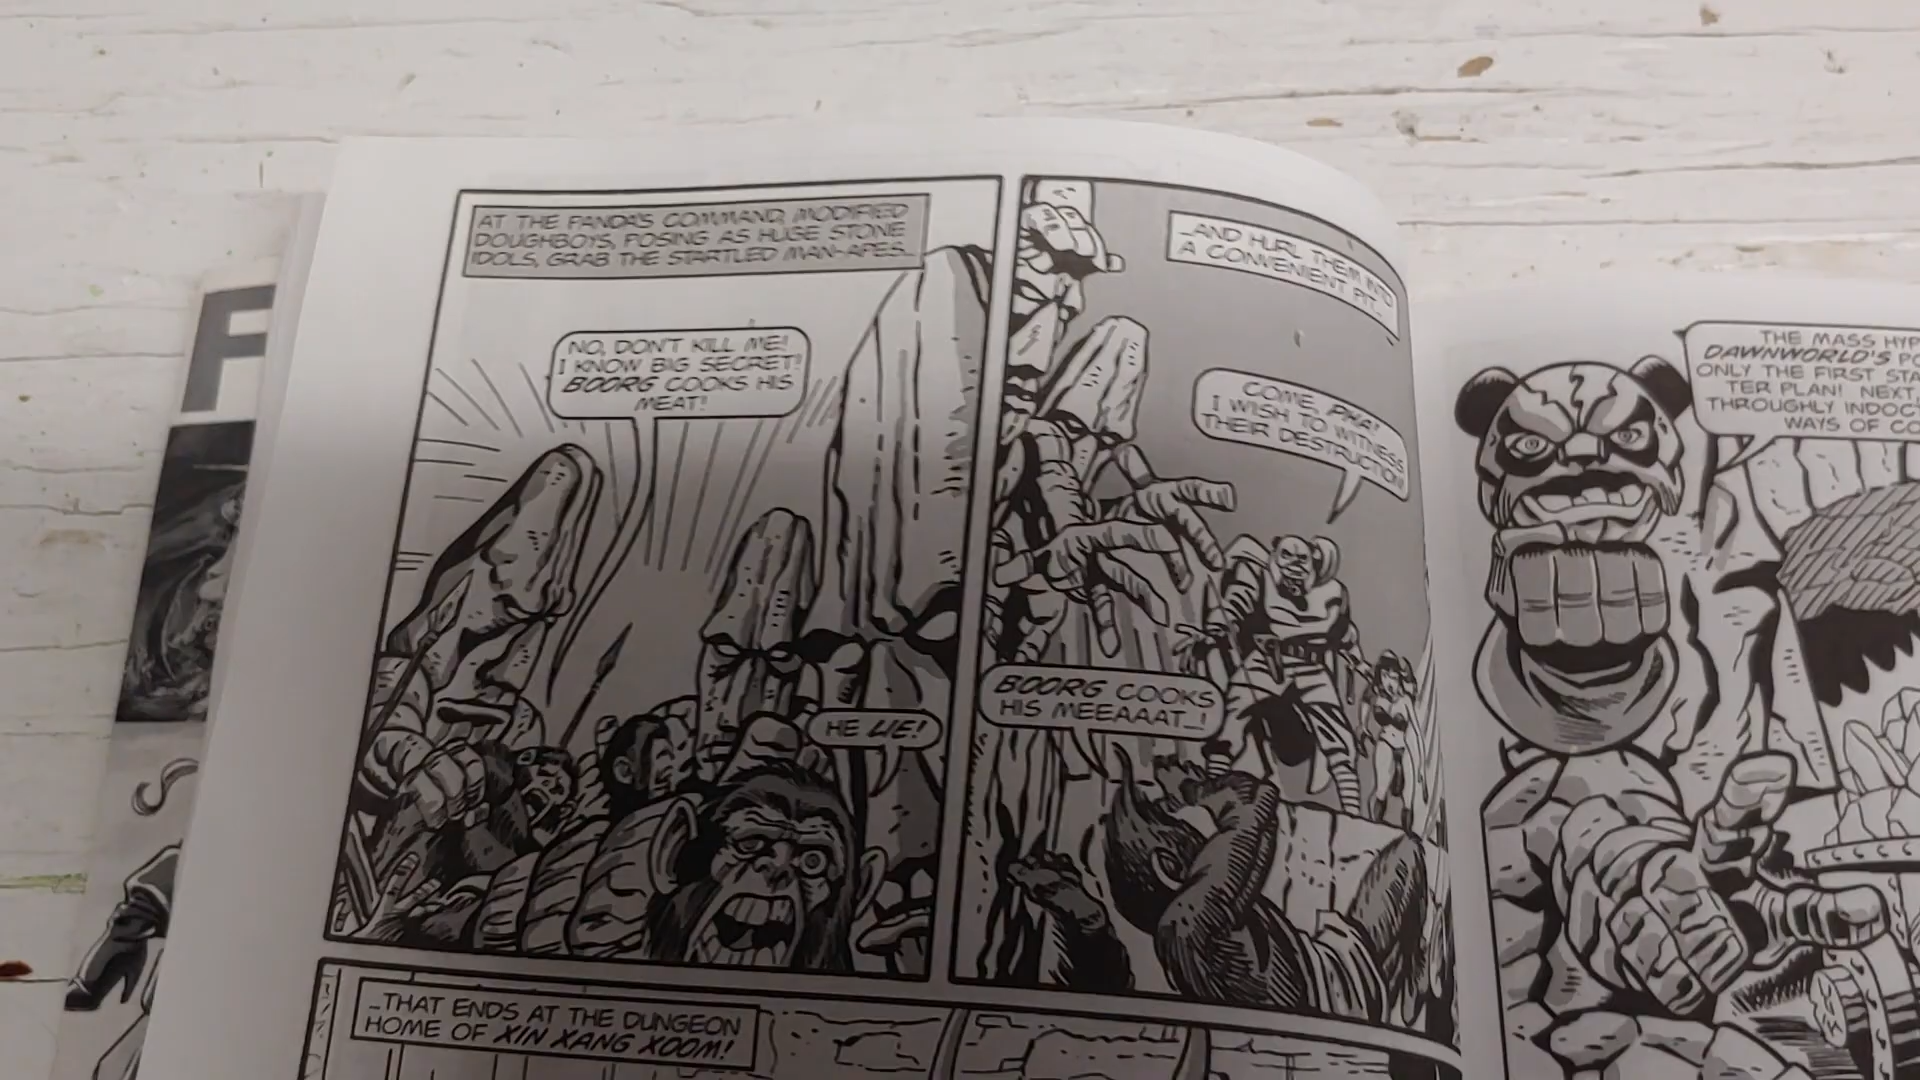 F
AT THE PANDA'S COMMAND, MODIFIED
DOUGHBOYS, POSING AS HUGE STONE
IDOLS, GRAB THE STARTLED MAN-APES...
NO, DON'T KILL ME!
I KNOW BIG SECRET!
BOORG COOKS HIS
MEAT!
HE LIE!
...AND HURL THEM INTO
A CONVENIENT PIT...
COME, PHIA!
I WISH TO WITNESS
THEIR DESTRUCTION!
BOORG COOKS
HIS MEEAAAT...!
...THAT ENDS AT THE DUNGEON
HOME OF XIN XANG XOOM!
THE MASS HYP
DAWNWORLD'S PO
ONLY THE FIRST STA
TER PLAN! NEXT,
THROUGHLY INDOC
WAYS OF CO